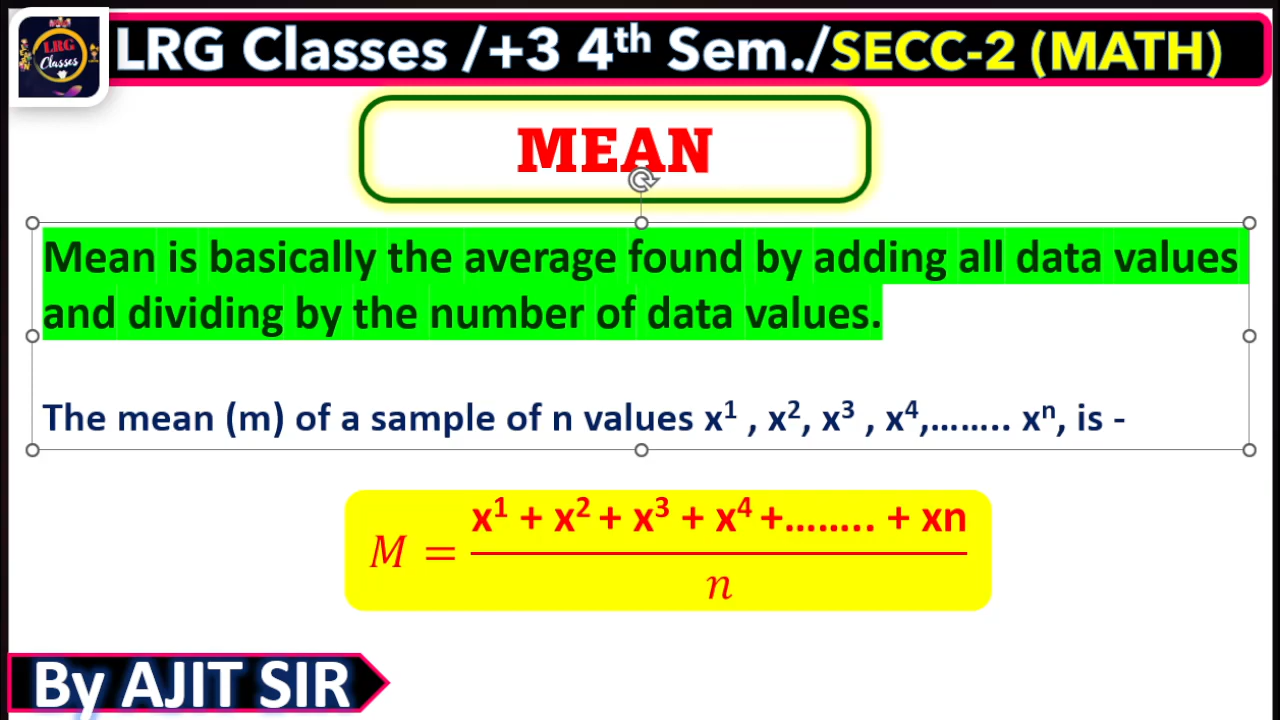 LRG Classes
LRG Classes /+3 4th Sem./SECC-2 (MATH)
MEAN
Mean is basically the average found by adding all data values
and dividing by the number of data values.
The mean (m) of a sample of n values x¹ , x², x³ , x⁴,…….. xⁿ, is -
M = x¹ + x² + x³ + x⁴ +…….. + xn
n
By AJIT SIR